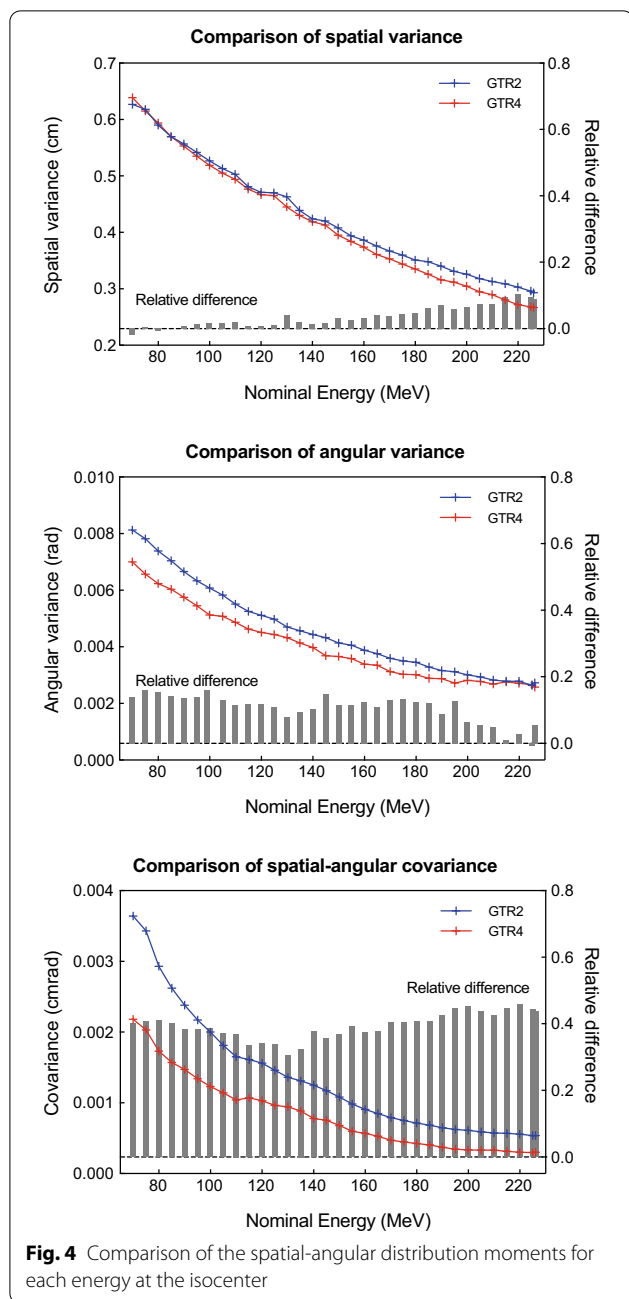 Comparison of spatial variance
0.7
0.6
0.5
0.4
0.3
0.2
Spatial variance (cm)
GTR2
GTR4
Relative difference
0.8
0.6
0.4
0.2
0.0
Relative difference
80 100 120 140 160 180 200 220
Nominal Energy (MeV)
Comparison of angular variance
0.010
0.008
0.006
0.004
0.002
0.000
Angular variance (rad)
GTR2
GTR4
Relative difference
0.8
0.6
0.4
0.2
0.0
Relative difference
80 100 120 140 160 180 200 220
Nominal Energy (MeV)
Comparison of spatial-angular covariance
0.004
0.003
0.002
0.001
0.000
Covariance (cmrad)
GTR2
GTR4
Relative difference
0.8
0.6
0.4
0.2
0.0
Relative difference
80 100 120 140 160 180 200 220
Nominal Energy (MeV)
Fig. 4 Comparison of the spatial-angular distribution moments for
each energy at the isocenter